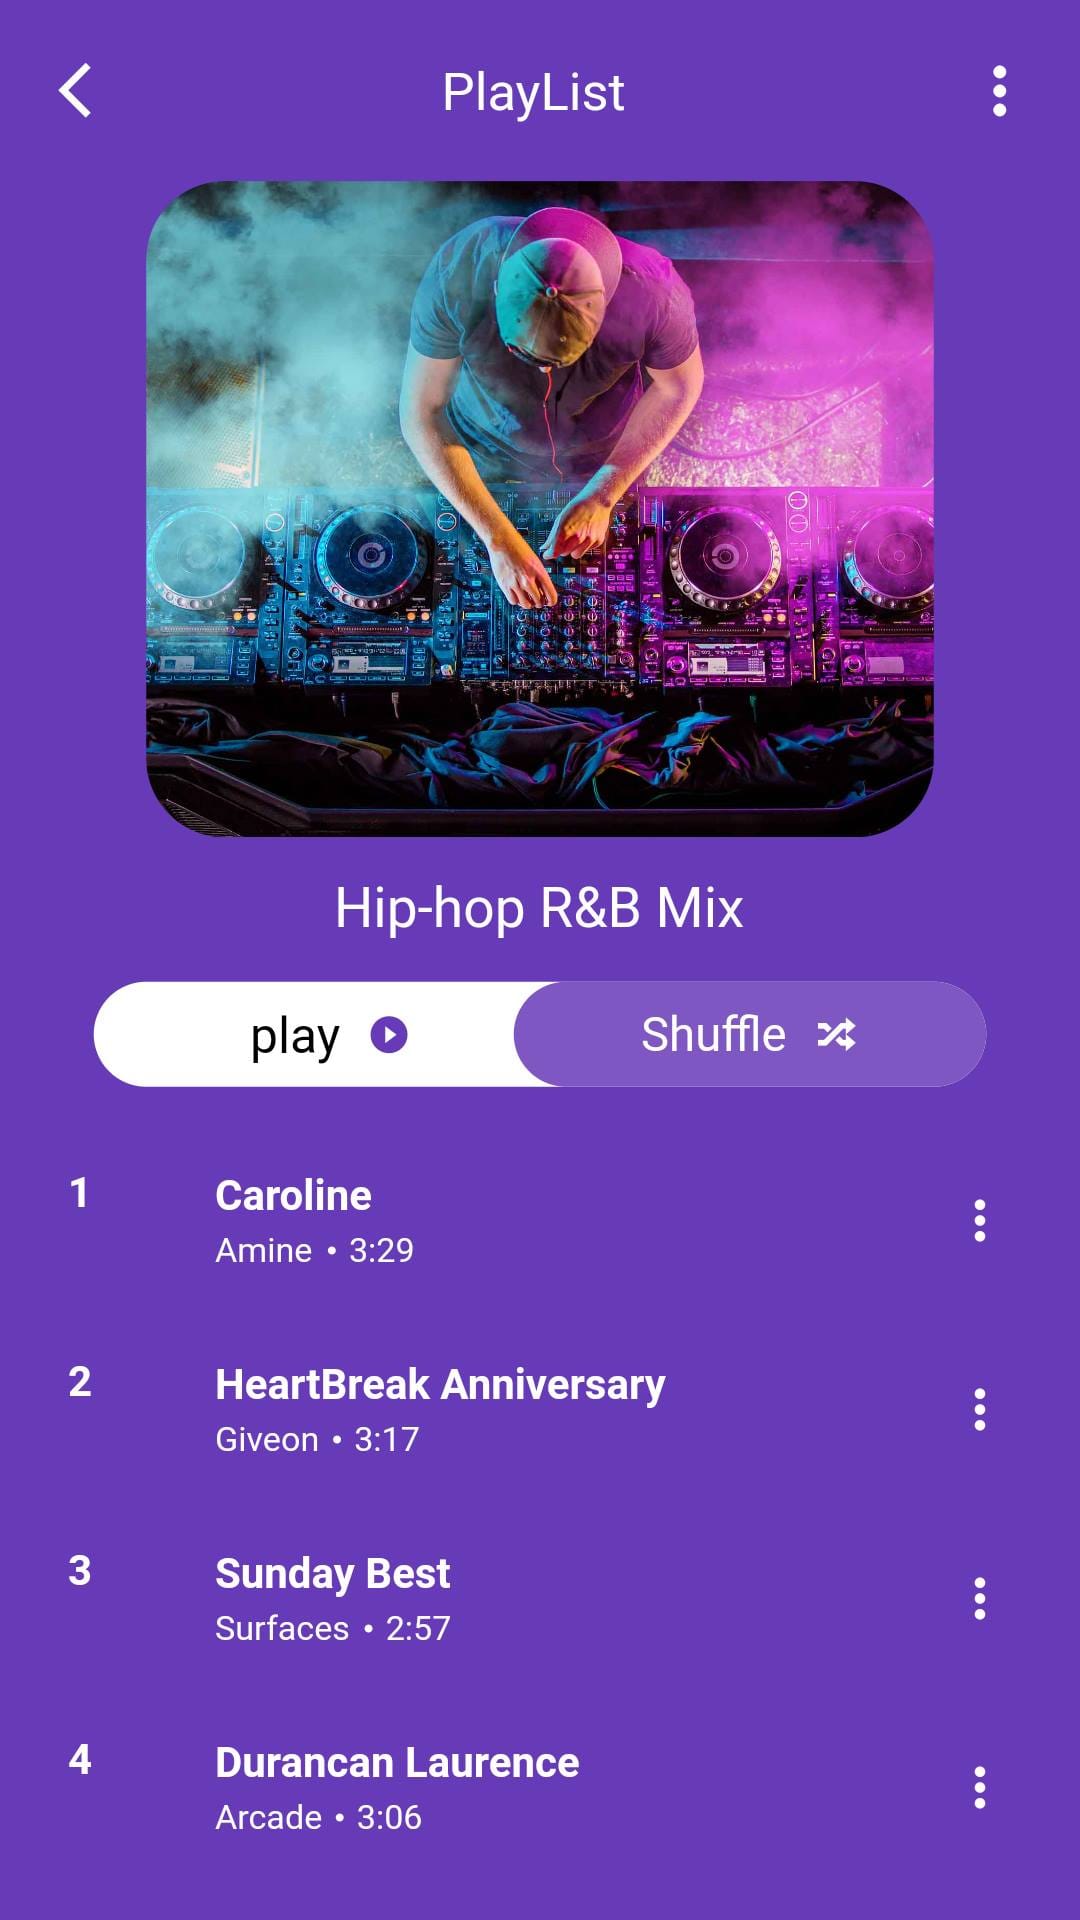 PlayList
Hip-hop R&B Mix
play
Shuffle
1
Caroline
Amine • 3:29
2
HeartBreak Anniversary
Giveon • 3:17
3
Sunday Best
Surfaces • 2:57
4
Durancan Laurence
Arcade • 3:06